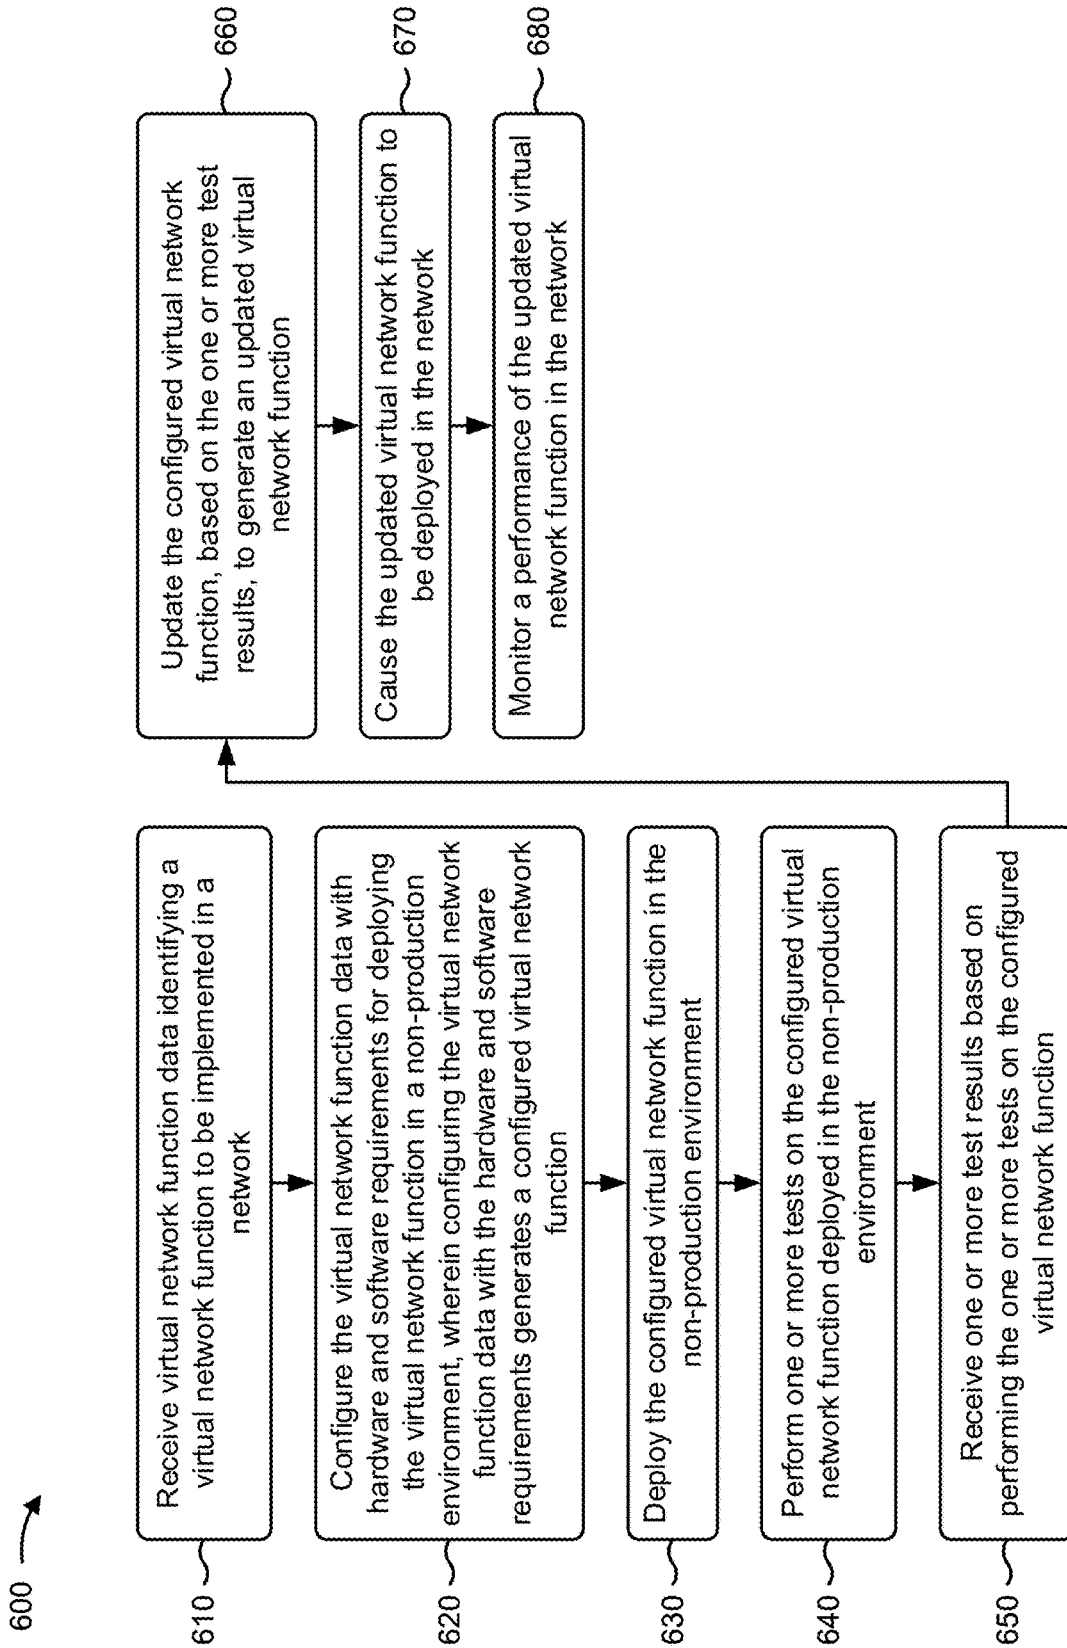 600
610
Receive virtual network function data identifying a
virtual network function to be implemented in a
network
620
Configure the virtual network function data with
hardware and software requirements for deploying
the virtual network function in a non-production
environment, wherein configuring the virtual network
function data with the hardware and software
requirements generates a configured virtual network
function
630
Deploy the configured virtual network function in the
non-production environment
640
Perform one or more tests on the configured virtual
network function deployed in the non-production
environment
650
Receive one or more test results based on
performing the one or more tests on the configured
virtual network function
660
Update the configured virtual network
function, based on the one or more test
results, to generate an updated virtual
network function
670
Cause the updated virtual network function to
be deployed in the network
680
Monitor a performance of the updated virtual
network function in the network